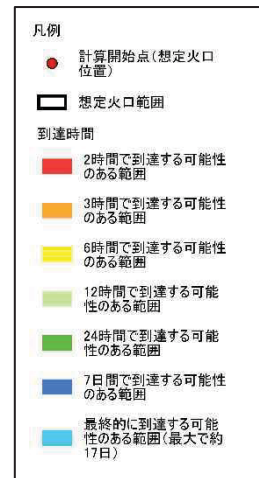 凡例
計算開始点(想定火口
位置)
想定火口範囲
到達時間
2時間で到達する可能性
のある範囲
3時間で到達する可能性
のある範囲
6時間で到達する可能性
のある範囲
12時間で到達する可能
性のある範囲
24時間で到達する可能
性のある範囲
7日間で到達する可能性
のある範囲
最終的に到達する可能
性のある範囲(最大で約
17日)